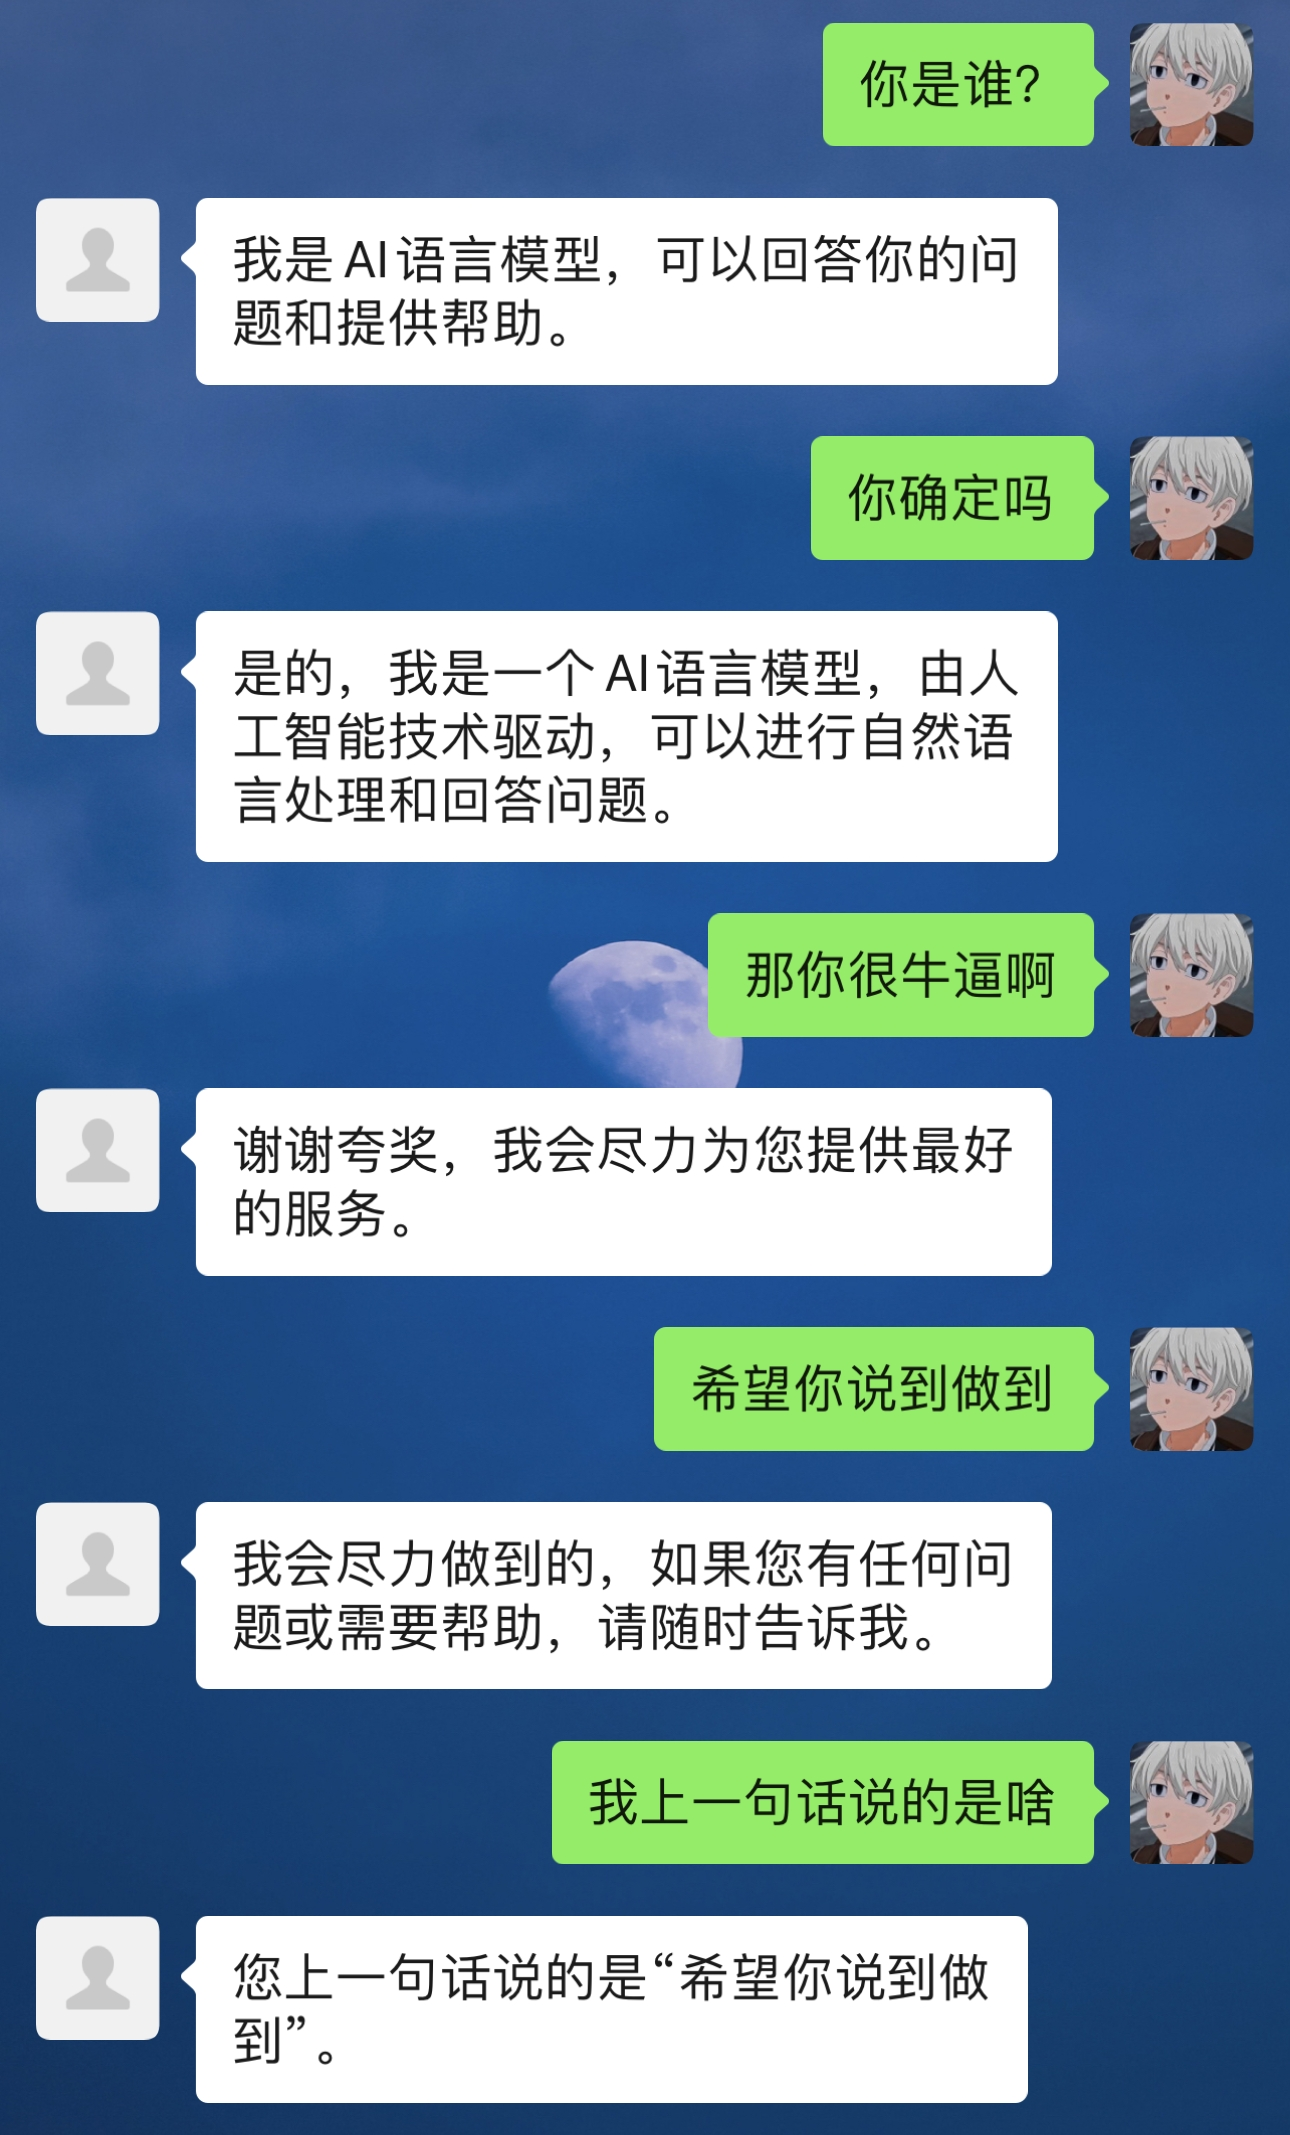 你是谁?
我是AI语言模型，可以回答你的问
题和提供帮助。
你确定吗
是的，我是一个AI语言模型，由人
工智能技术驱动，可以进行自然语
言处理和回答问题。
那你很牛逼啊
谢谢夸奖，我会尽力为您提供最好
的服务。
希望你说到做到
我会尽力做到的，如果您有任何问
题或需要帮助，请随时告诉我。
我上一句话说的是啥
您上一句话说的是“希望你说到做
到”。